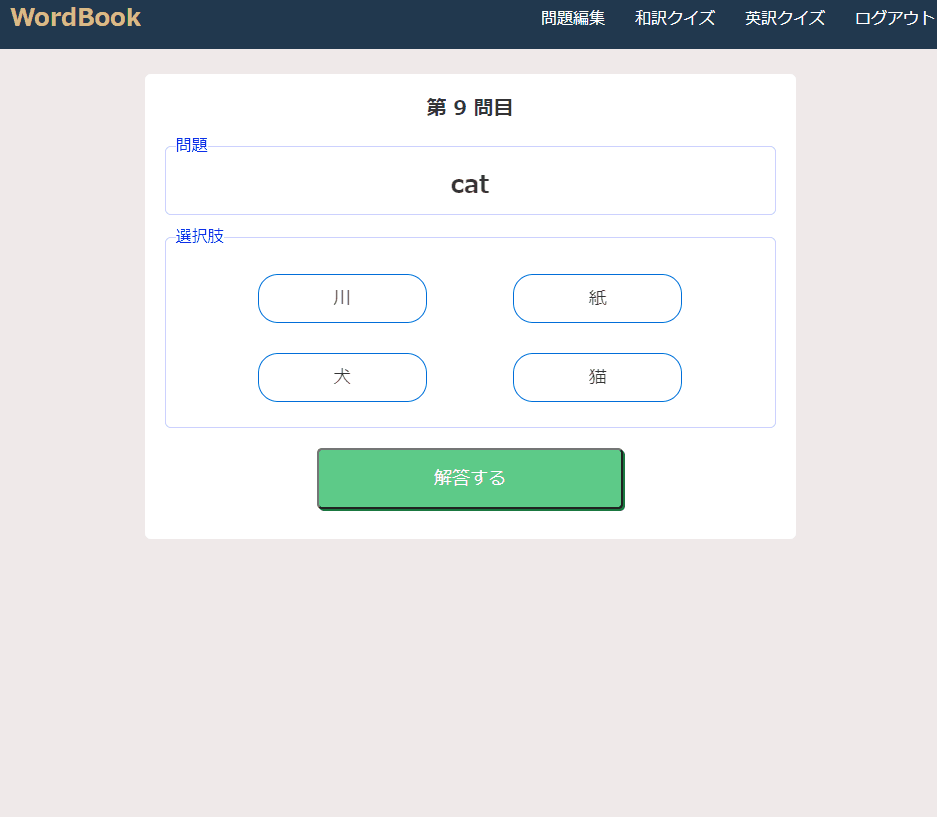 WordBook 問題編集 和訳クイズ 英訳クイズ ログアウト
第 9 問目
問題
cat
選択肢
川 紙
犬 猫
解答する